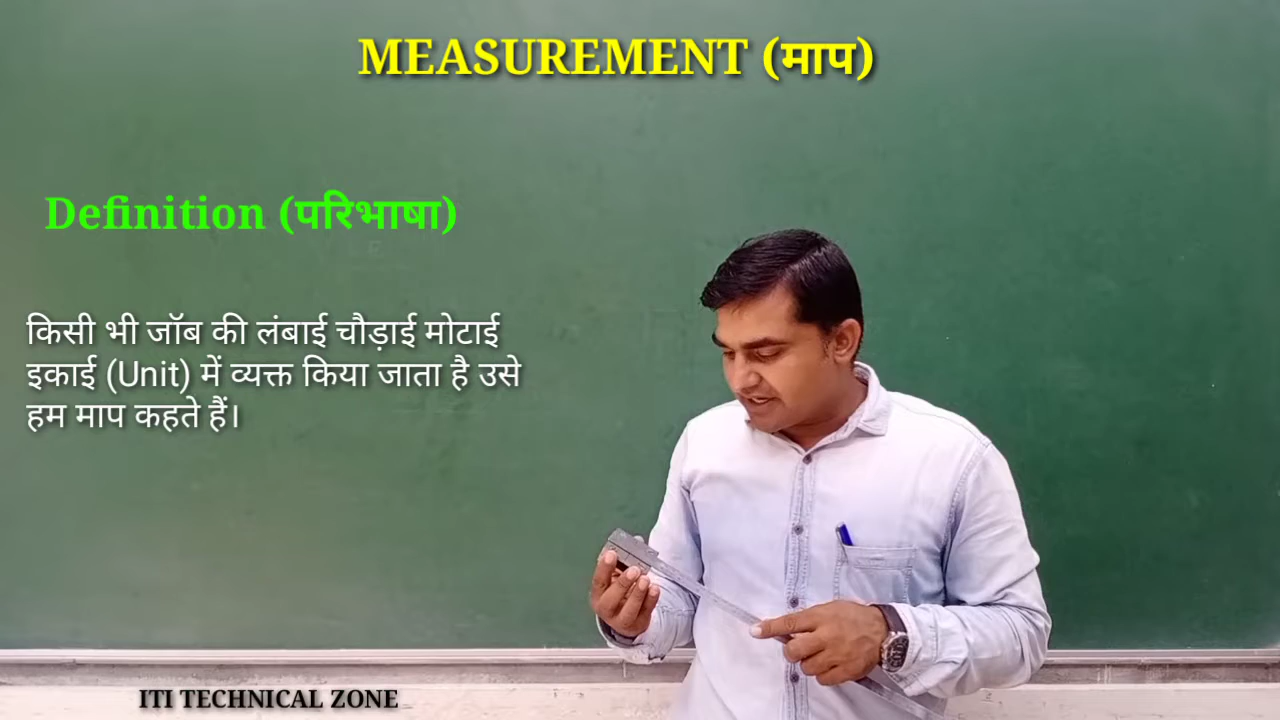 MEASUREMENT (माप)
Definition (परिभाषा)
किसी भी जॉब की लंबाई चौड़ाई मोटाई
इकाई (Unit) में व्यक्त किया जाता है उसे
हम माप कहते हैं।
ITI TECHNICAL ZONE